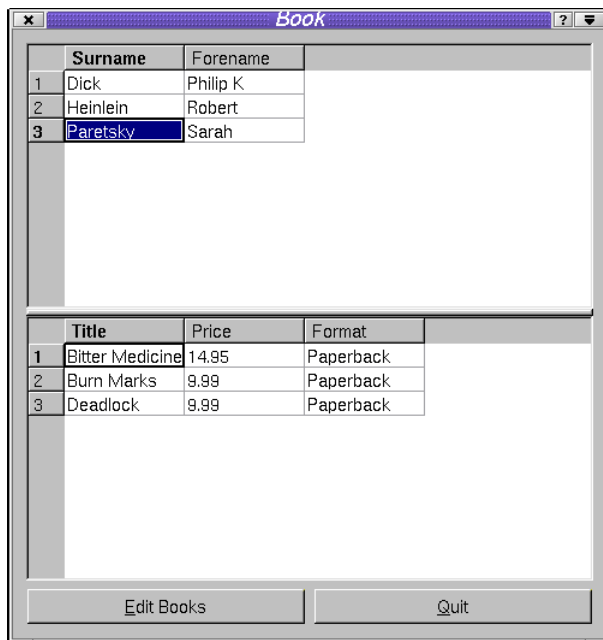 Book
Surname Forename
1 Dick Philip K
2 Heinlein Robert
3 Paretsky Sarah
Title Price Format
1 Bitter Medicine 14.95 Paperback
2 Burn Marks 9.99 Paperback
3 Deadlock 9.99 Paperback
Edit Books Quit